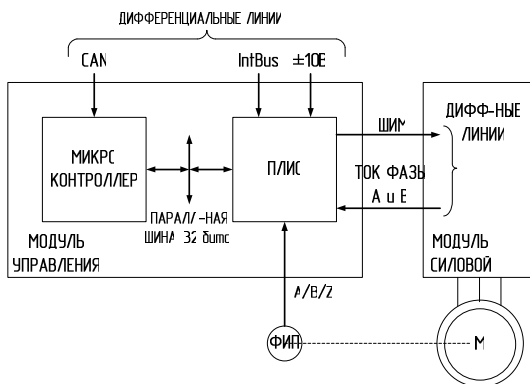 ДИФФЕРЕНЦИАЛЬНЫЕ ЛИНИИ
CAN
IntBus
±10В
МИКРО
КОНТРОЛЛЕР
ПЛИС
ШИМ
ДИФФ-НЫЕ
ЛИНИИ
ТОК ФАЗЫ
А и В
ПАРАЛЛ-НАЯ
ШИНА 32 бита
МОДУЛЬ
УПРАВЛЕНИЯ
МОДУЛЬ
СИЛОВОЙ
A/B/Z
ФИП
М